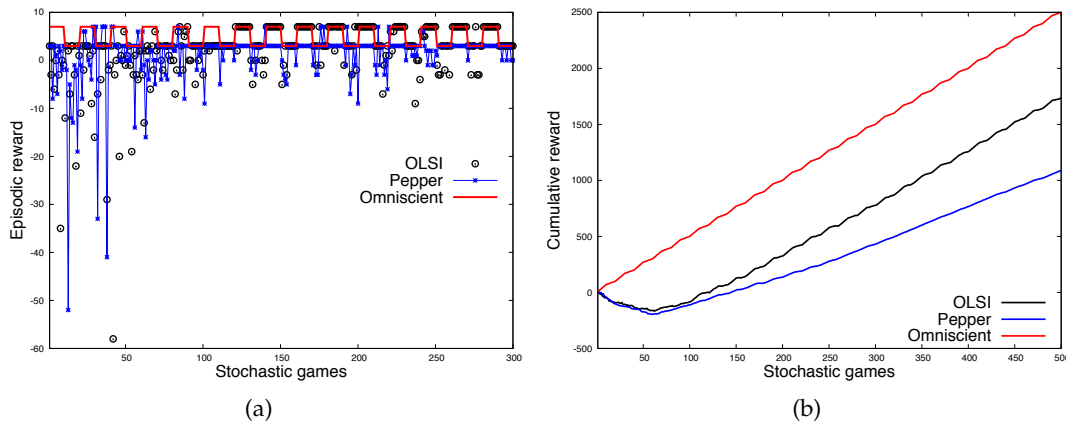 10
0
-10
-20
-30
-40
-50
-60
50
100
150
200
250
300
Episodic reward
Stochastic games
OLSI
Pepper
Omniscient
(a)
2500
2000
1500
1000
500
0
-500
50
100
150
200
250
300
350
400
450
500
Cumulative reward
Stochastic games
OLSI
Pepper
Omniscient
(b)